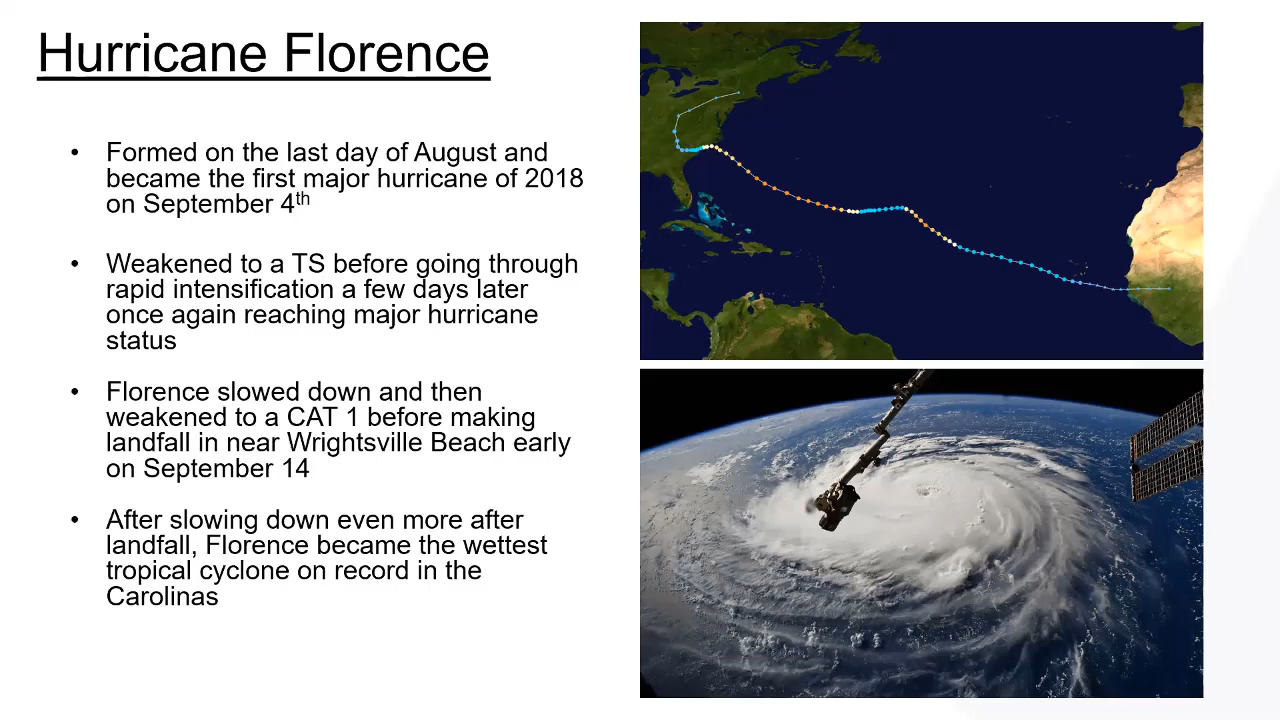 Hurricane Florence
• Formed on the last day of August and
became the first major hurricane of 2018
on September 4th
• Weakened to a TS before going through
rapid intensification a few days later
once again reaching major hurricane
status
• Florence slowed down and then
weakened to a CAT 1 before making
landfall in near Wrightsville Beach early
on September 14
• After slowing down even more after
landfall, Florence became the wettest
tropical cyclone on record in the
Carolinas